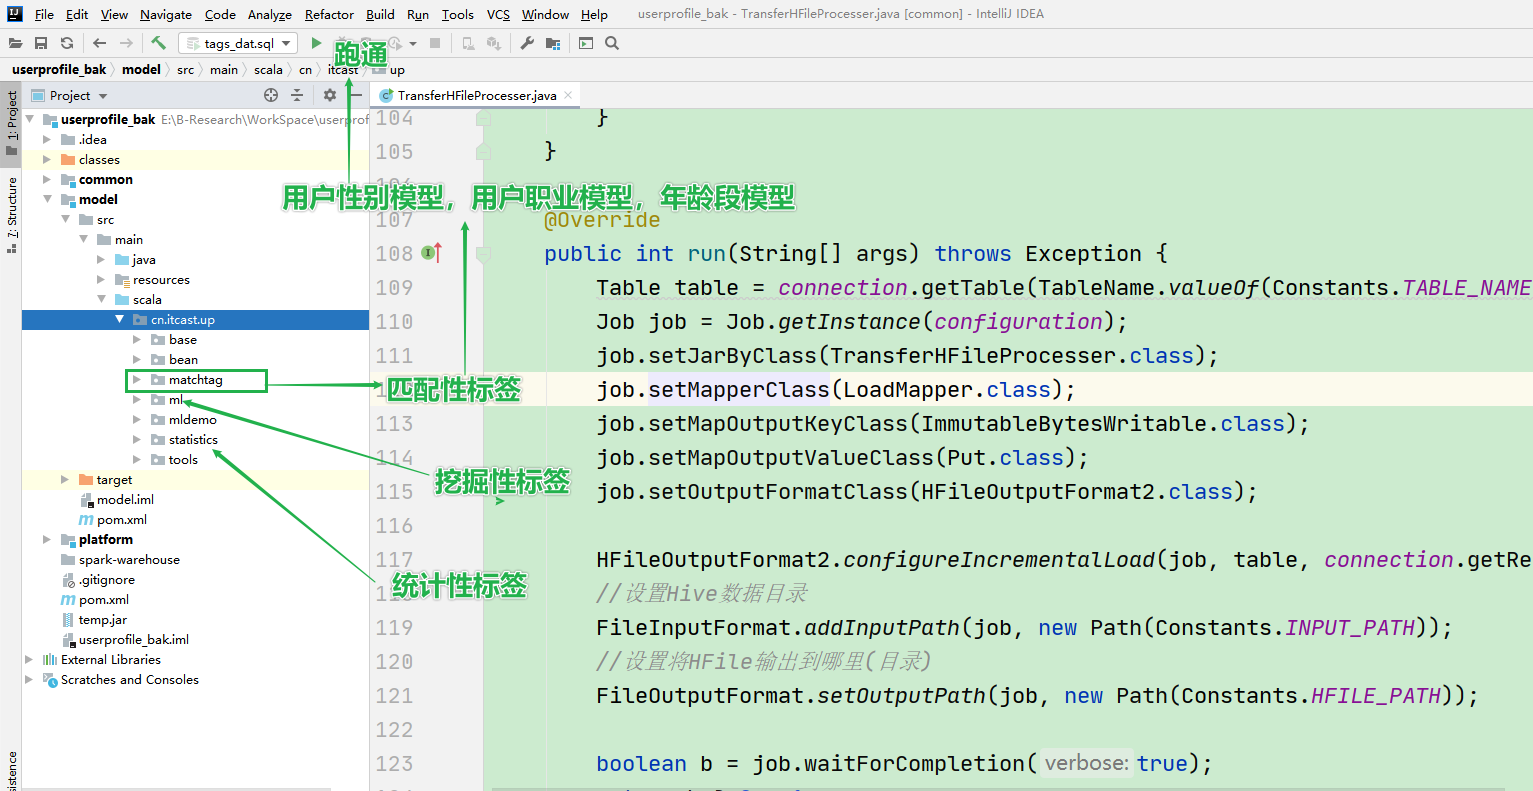 File Edit View Navigate Code Analyze Refactor Build Run Tools VCS Window Help userprofile_bak - TransferHFileProcesser.java [common] - IntelliJ IDEA
tags_dat.sql
跑通
userprofile_bak model src main scala cn itcast up
1: Project
7: Structure
Project
TransferHFileProcesser.java
userprofile_bak E:\B-Research\WorkSpace\userprof
.idea
classes
common
model
src
main
java
resources
scala
cn.itcast.up
base
bean
matchtag
ml
mldemo
statistics
tools
target
model.iml
pom.xml
platform
spark-warehouse
.gitignore
pom.xml
temp.jar
userprofile_bak.iml
External Libraries
Scratches and Consoles
用户性别模型，用户职业模型，年龄段模型
匹配性标签
挖掘性标签
统计性标签
104 }
105 }
107 @Override
108 public int run(String[] args) throws Exception {
109 Table table = connection.getTable(TableName.valueOf(Constants.TABLE_NAME
110 Job job = Job.getInstance(configuration);
111 job.setJarByClass(TransferHFileProcesser.class);
job.setMapperClass(LoadMapper.class);
113 job.setMapOutputKeyClass(ImmutableBytesWritable.class);
114 job.setMapOutputValueClass(Put.class);
115 job.setOutputFormatClass(HFileOutputFormat2.class);
116
117 HFileOutputFormat2.configureIncrementalLoad(job, table, connection.getRe
//设置Hive数据目录
119 FileInputFormat.addInputPath(job, new Path(Constants.INPUT_PATH));
120 //设置将HFile输出到哪里(目录)
121 FileOutputFormat.setOutputPath(job, new Path(Constants.HFILE_PATH));
122
123 boolean b = job.waitForCompletion( verbose: true);